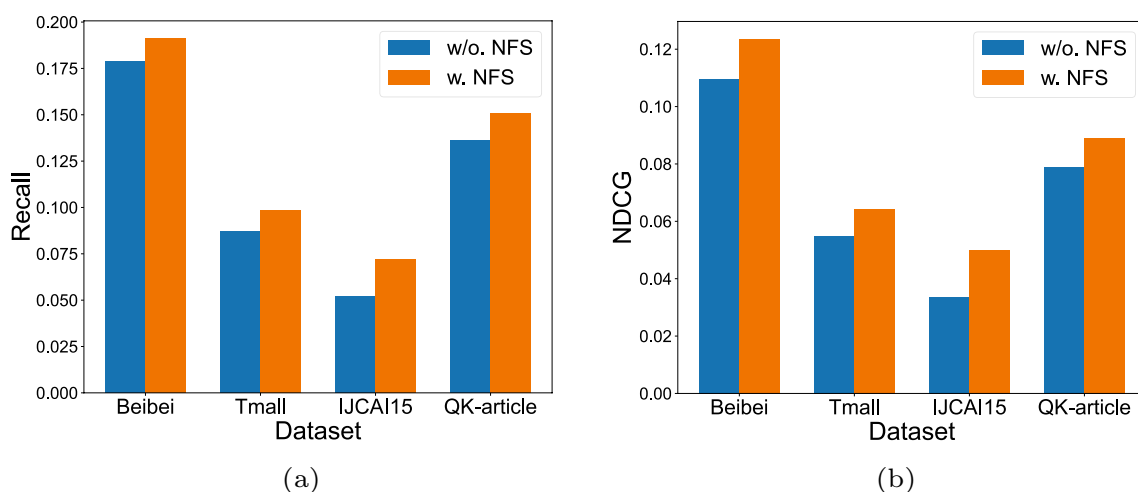 0.200
0.175
0.150
0.125
0.100
0.075
0.050
0.025
0.000
Recall
w/o. NFS
w. NFS
Beibei Tmall IJCAI15 QK-article
Dataset
(a)
0.12
0.10
0.08
0.06
0.04
0.02
0.00
NDCG
w/o. NFS
w. NFS
Beibei Tmall IJCAI15 QK-article
Dataset
(b)